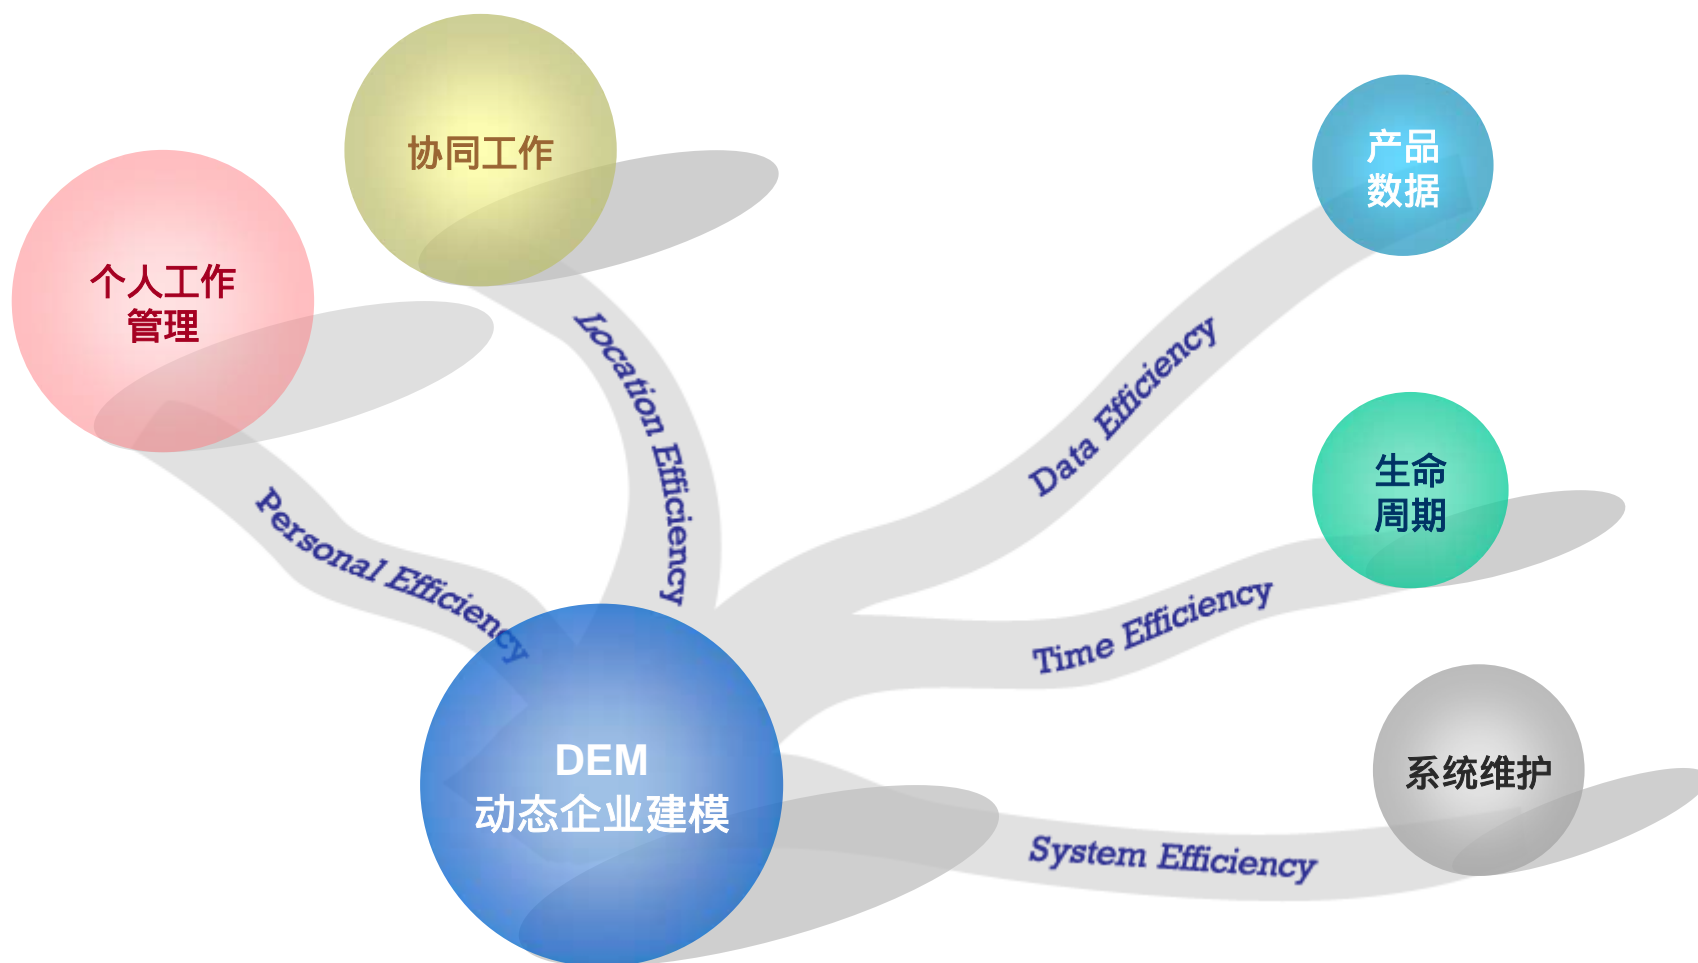 协同工作
产品
数据
个人工作
管理
Location Efficiency
Data Efficiency
生命
周期
Personal Efficiency
Time Efficiency
DEM
动态企业建模
系统维护
System Efficiency